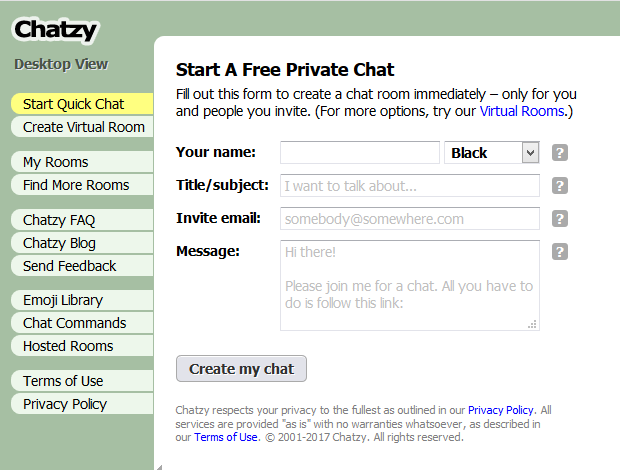 Chatzy
Desktop View
Start Quick Chat
Create Virtual Room
My Rooms
Find More Rooms
Chatzy FAQ
Chatzy Blog
Send Feedback
Emoji Library
Chat Commands
Hosted Rooms
Terms of Use
Privacy Policy
Start A Free Private Chat
Fill out this form to create a chat room immediately – only for you
and people you invite. (For more options, try our Virtual Rooms.)
Your name: Black ?
Title/subject: I want to talk about... ?
Invite email: somebody@somewhere.com ?
Message: Hi there! ?
Please join me for a chat. All you have to
do is follow this link:
Create my chat
Chatzy respects your privacy to the fullest as outlined in our Privacy Policy. All
services are provided "as is" with no warranties whatsoever, as described in
our Terms of Use. © 2001-2017 Chatzy. All rights reserved.